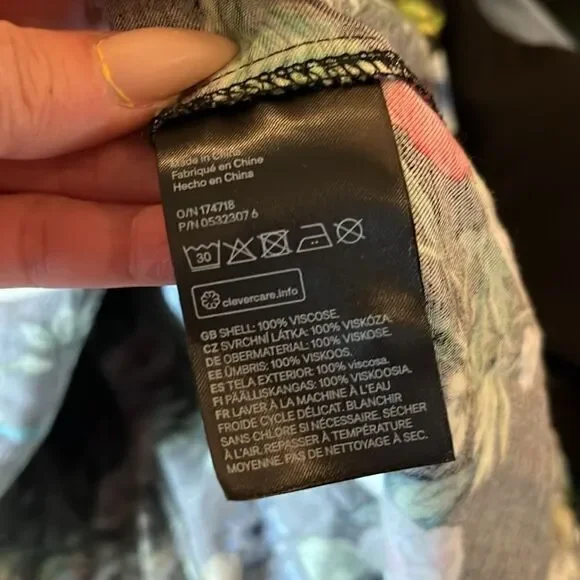 Made in China
Fabriqué en Chine
Hecho en China
O/N 174718
P/N 0532307 6
30
clevercare.info
GB SHELL: 100% VISCOSE.
CZ SVRCHNÍ LÁTKA: 100% VISKÓZA.
DE OBERMATERIAL: 100% VISKOSE.
EE ÜMBRIS: 100% VISKOOS.
ES TELA EXTERIOR: 100% viscosa.
FI PÄÄLLISKANGAS: 100% VISKOOSIA.
FR LAVER À LA MACHINE À L'EAU
FROIDE CYCLE DÉLICAT. BLANCHIR
SANS CHLORE SI NÉCESSAIRE. SÉCHER
À L'AIR. REPASSER À TEMPÉRATURE
MOYENNE. PAS DE NETTOYAGE À SEC.